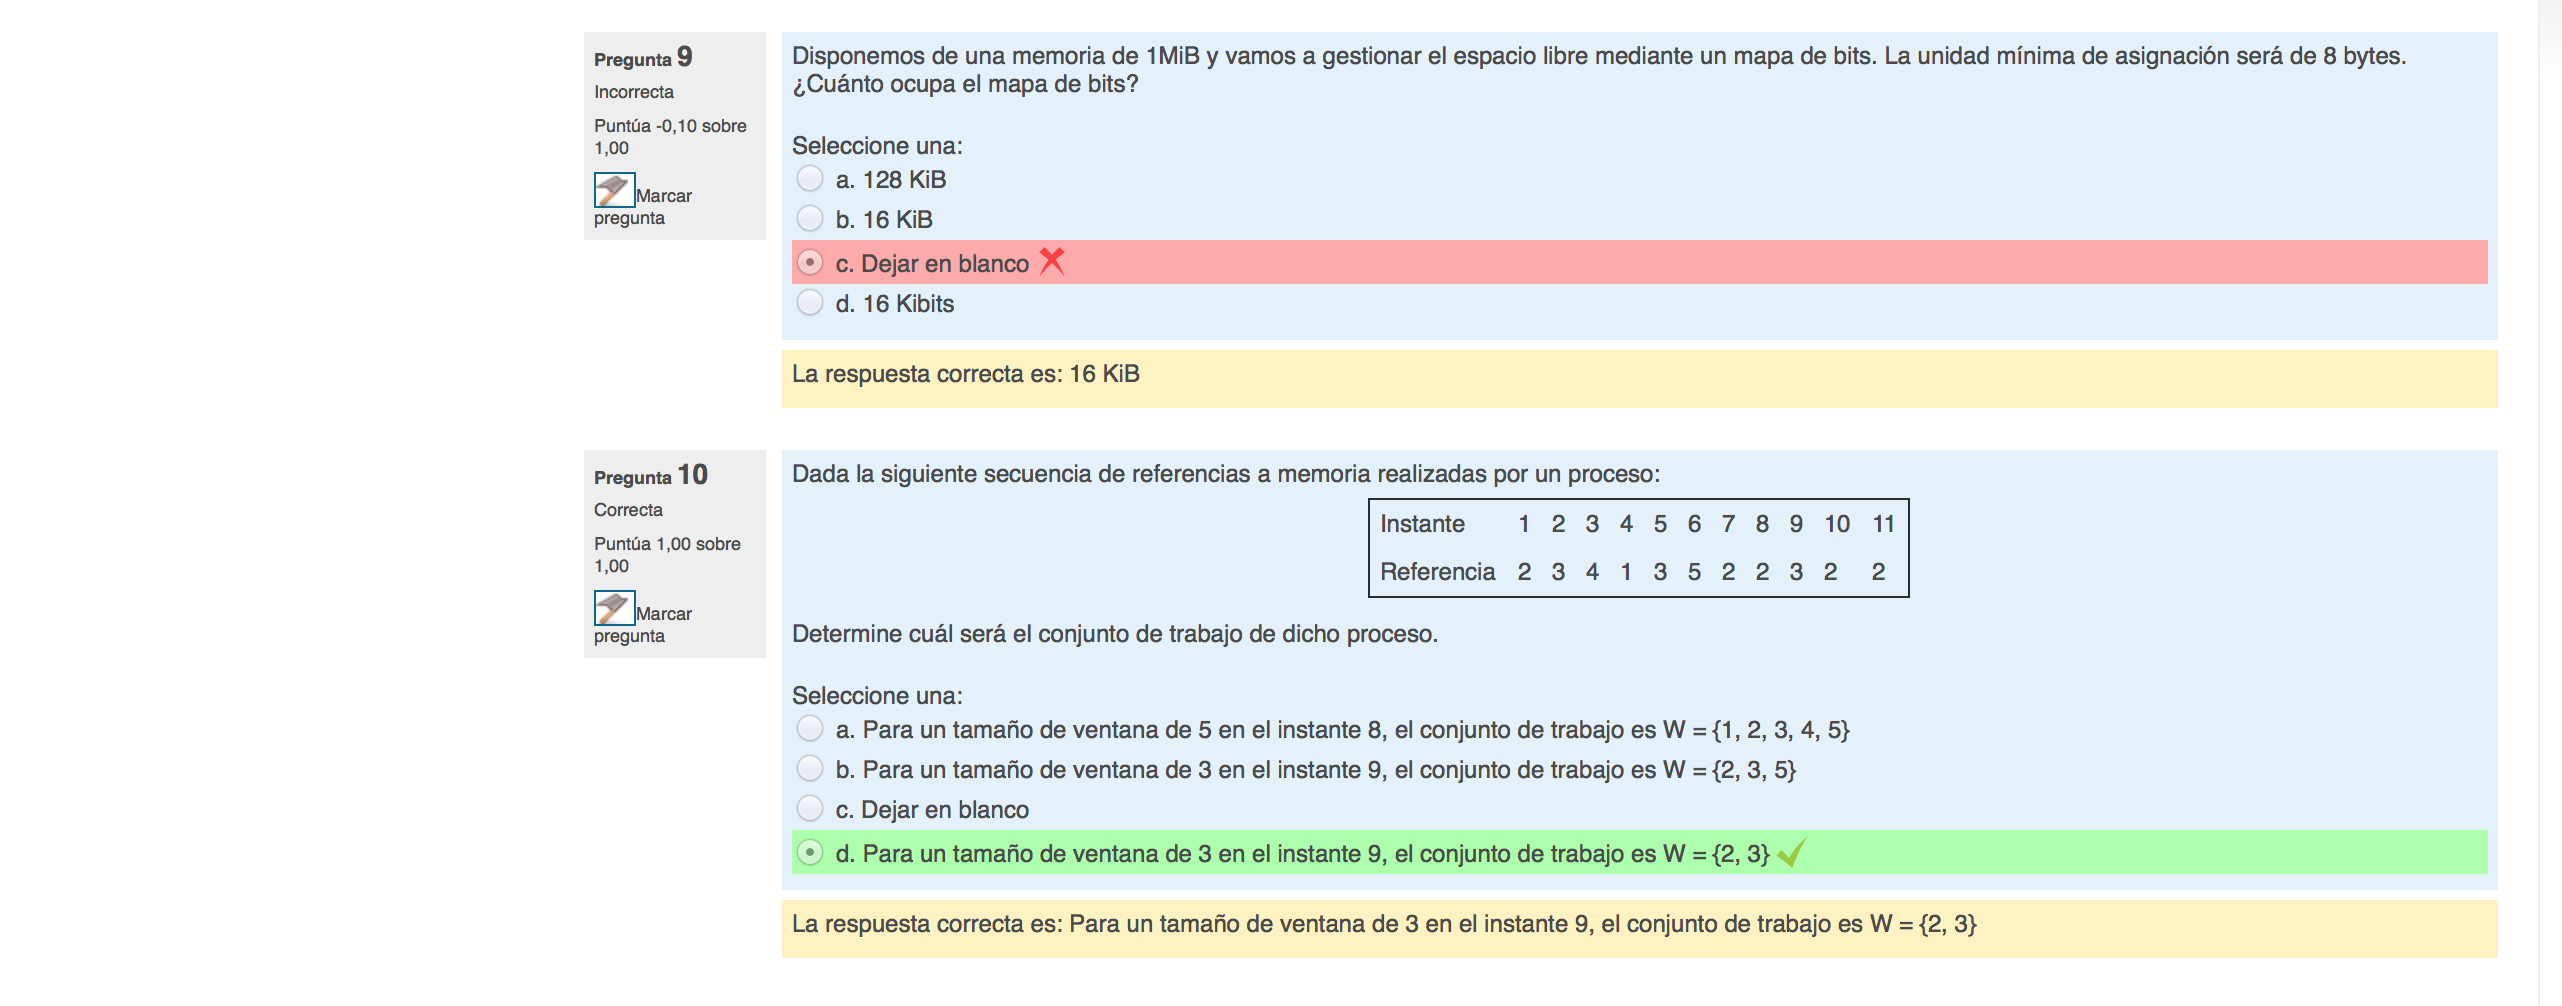 Pregunta 9
Incorrecta
Puntúa -0,10 sobre
1,00
Marcar
pregunta
Disponemos de una memoria de 1MiB y vamos a gestionar el espacio libre mediante un mapa de bits. La unidad mínima de asignación será de 8 bytes.
¿Cuánto ocupa el mapa de bits?
Seleccione una:
a. 128 KiB
b. 16 KiB
c. Dejar en blanco
d. 16 Kibits
La respuesta correcta es: 16 KiB
Pregunta 10
Correcta
Puntúa 1,00 sobre
1,00
Marcar
pregunta
Dada la siguiente secuencia de referencias a memoria realizadas por un proceso:
Instante 1 2 3 4 5 6 7 8 9 10 11
Referencia 2 3 4 1 3 5 2 2 3 2 2
Determine cuál será el conjunto de trabajo de dicho proceso.
Seleccione una:
a. Para un tamaño de ventana de 5 en el instante 8, el conjunto de trabajo es W = {1, 2, 3, 4, 5}
b. Para un tamaño de ventana de 3 en el instante 9, el conjunto de trabajo es W = {2, 3, 5}
c. Dejar en blanco
d. Para un tamaño de ventana de 3 en el instante 9, el conjunto de trabajo es W = {2, 3}
La respuesta correcta es: Para un tamaño de ventana de 3 en el instante 9, el conjunto de trabajo es W = {2, 3}